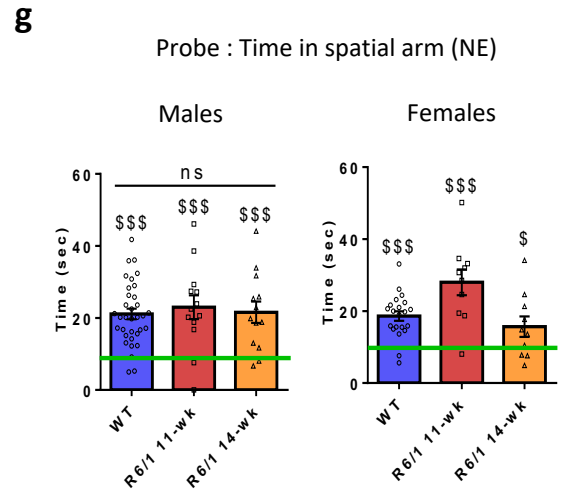 g
Probe : Time in spatial arm (NE)
Males
Females
ns
$$$
$$$
$$$
Time (sec)
60
40
20
0
WT
R6/1 11-wk
R6/1 14-wk
$$$
$$$
$
Time (sec)
60
40
20
0
WT
R6/1 11-wk
R6/1 14-wk